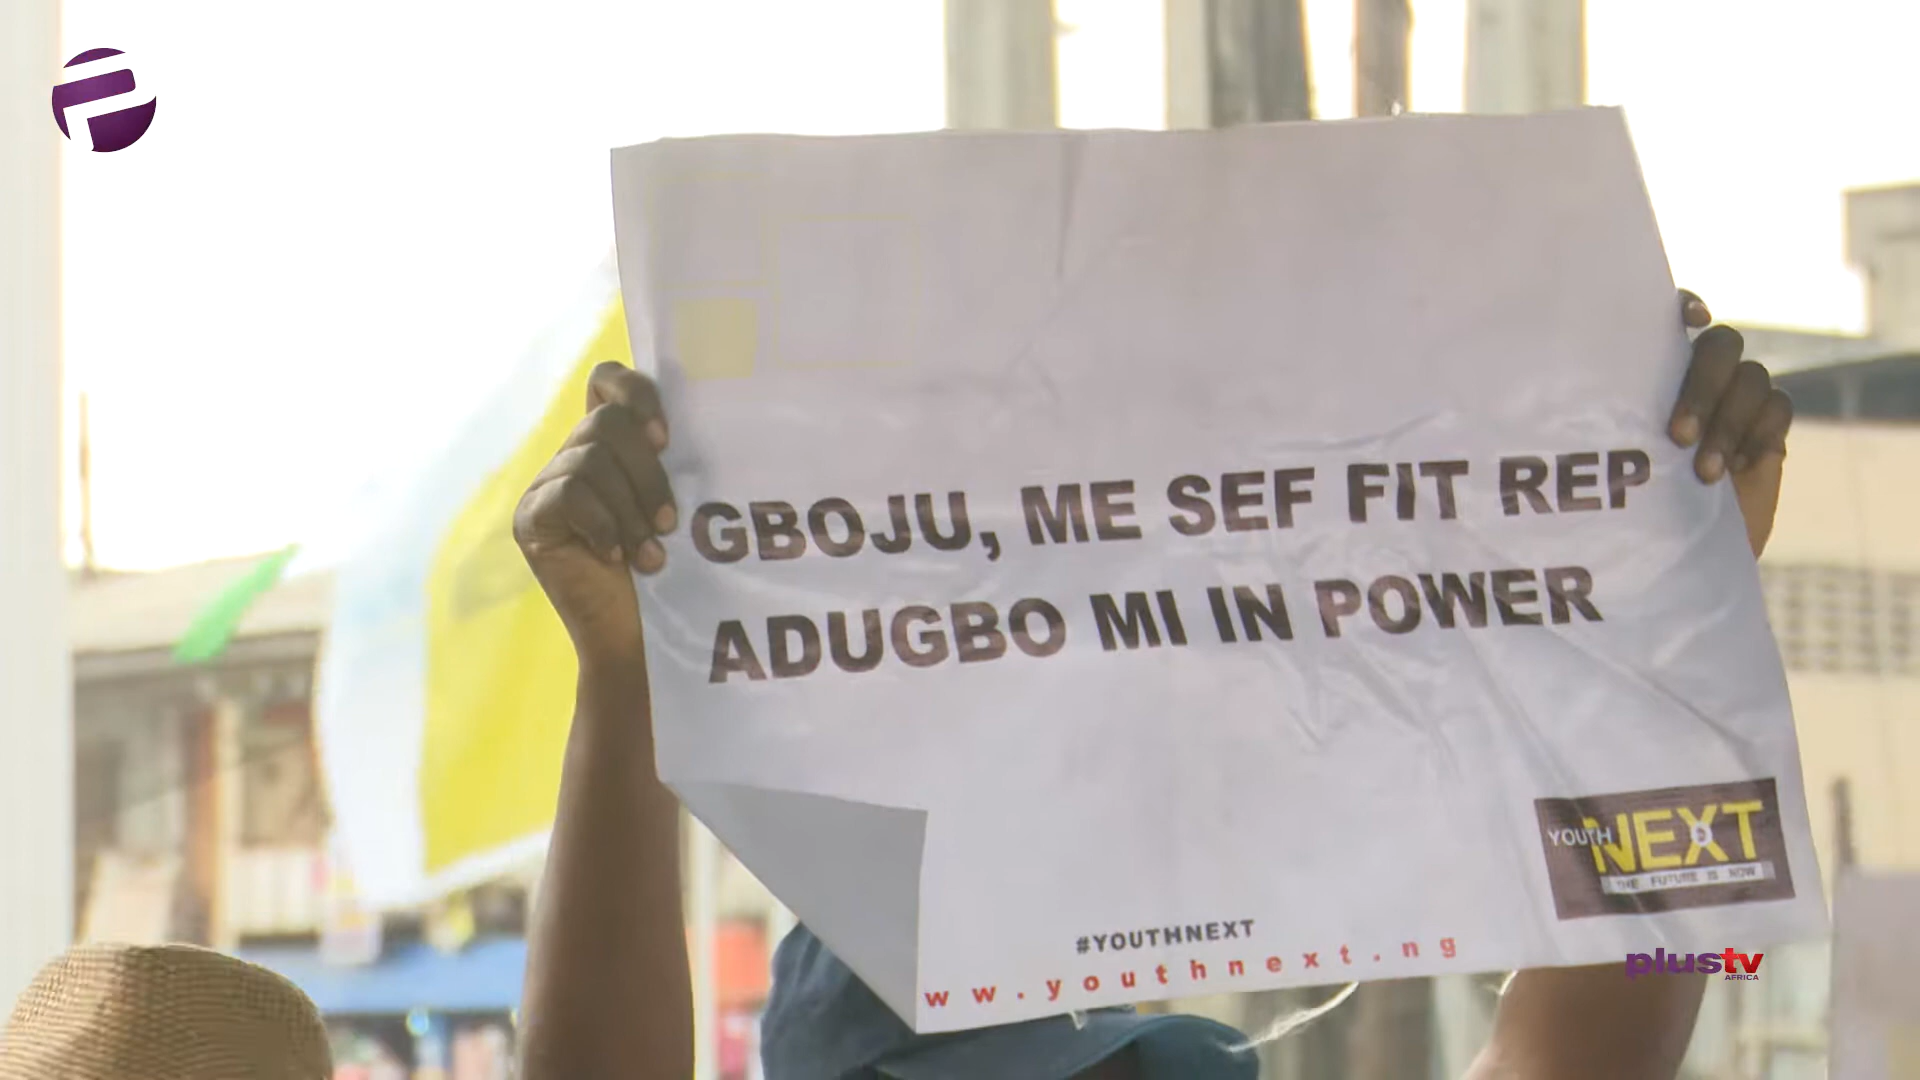 GBOJU, ME SEF FIT REP
ADUGBO MI IN POWER
YOUTH NEXT
THE FUTURE IS NOW
#YOUTHNEXT
ww.youthnext.ng
plustv
AFRICA